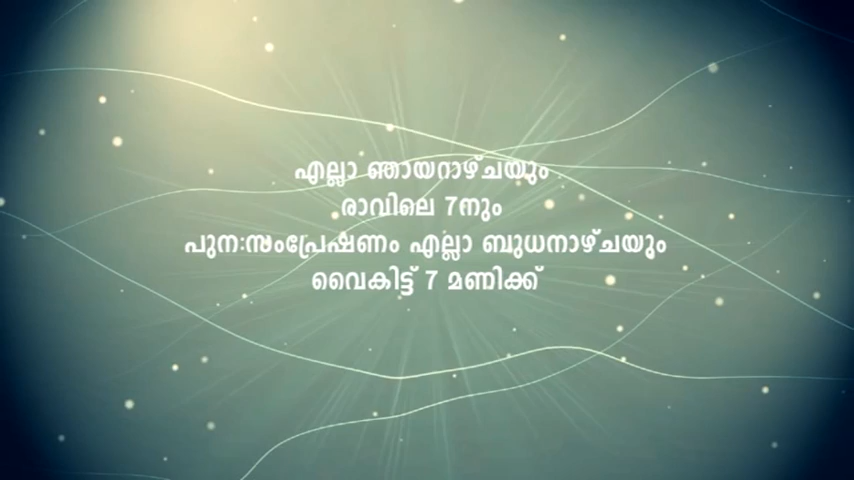 എല്ലാ ഞായറാഴ്ചയും
രാവിലെ 7നും
പുന:സംപ്രേഷണം എല്ലാ ബുധനാഴ്ചയും
വൈകിട്ട് 7 മണിക്ക്